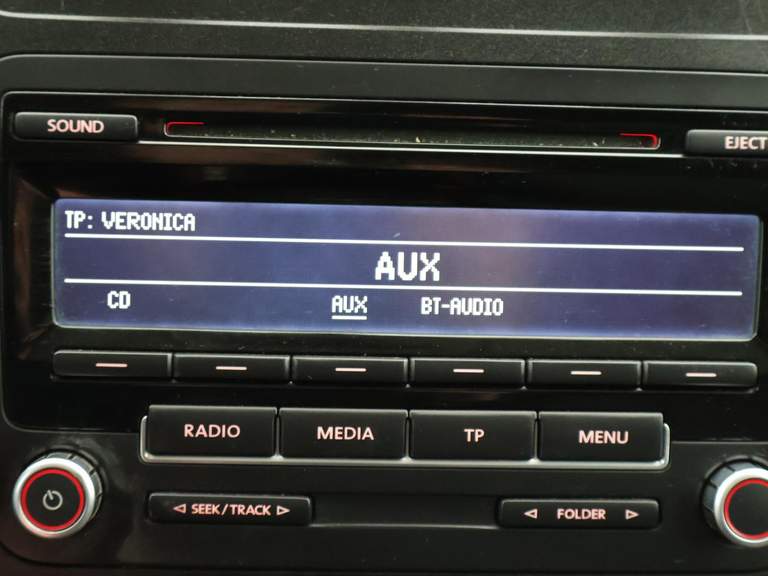 SOUND
EJECT
TP: VERONICA
AUX
CD AUX BT-AUDIO
RADIO MEDIA TP MENU
SEEK/TRACK FOLDER